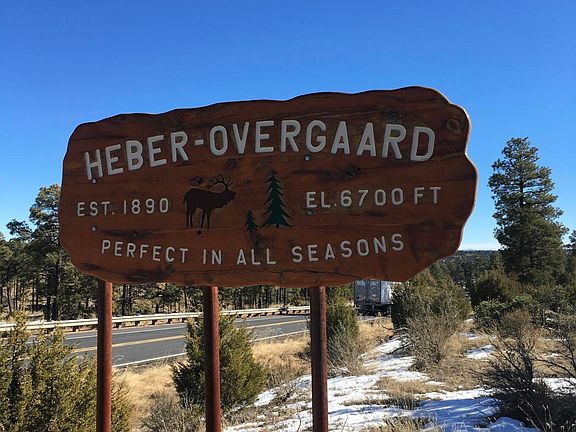 HEBER-OVERGAARD
EST. 1890 EL. 6700 FT
PERFECT IN ALL SEASONS